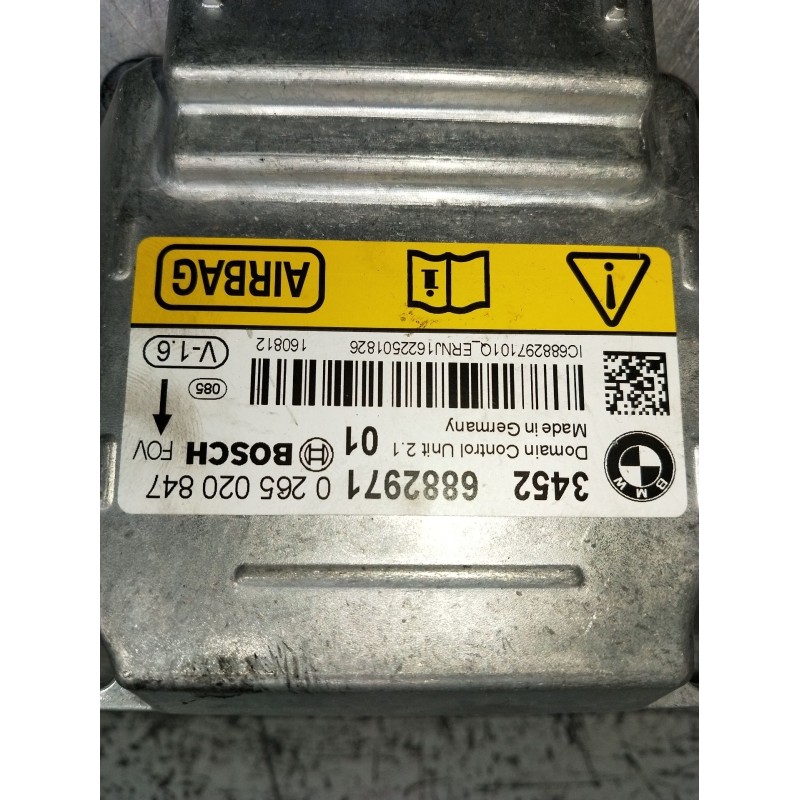 BMW
3452 6882971 0 265 020 847
Domain Control Unit 2.1 01 BOSCH FOV
Made in Germany
085
IC688297101Q_ERNJ1622501826 160812 V-1.6
i AIRBAG